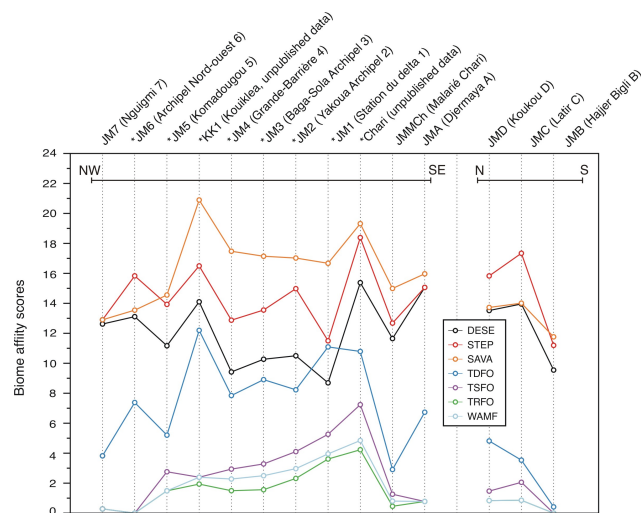 JM7 (Nguigmi 7)
*JM6 (Archipel Nord-ouest 6)
*JM5 (Komadougou 5)
*KK1 (Kouiklea, unpublished data)
*JM4 (Grande-Barrière 4)
*JM3 (Baga-Sola Archipel 3)
*JM2 (Yakoua Archipel 2)
*JM1 (Station du delta 1)
*Chari (unpublished data)
JMMCh (Malarié Chari)
JMA (Djermaya A)
JMD (Koukou D)
JMC (Latir C)
JMB (Hajjer Bigli B)
NW SE N S
Biome affilty scores
24
22
20
18
16
14
12
10
8
6
4
2
0
DESE
STEP
SAVA
TDFO
TSFO
TRFO
WAMF